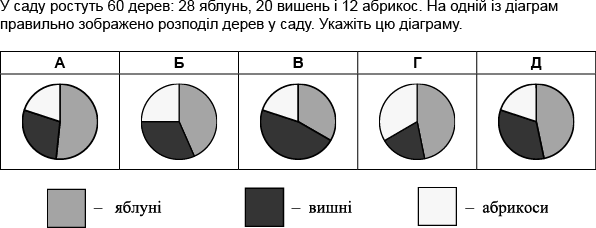 У саду ростуть 60 дерев: 28 яблунь, 20 вишень і 12 абрикос. На одній із діаграм
правильно зображено розподіл дерев у саду. Укажіть цю діаграму.
А Б В Г Д
– яблуні – вишні – абрикоси